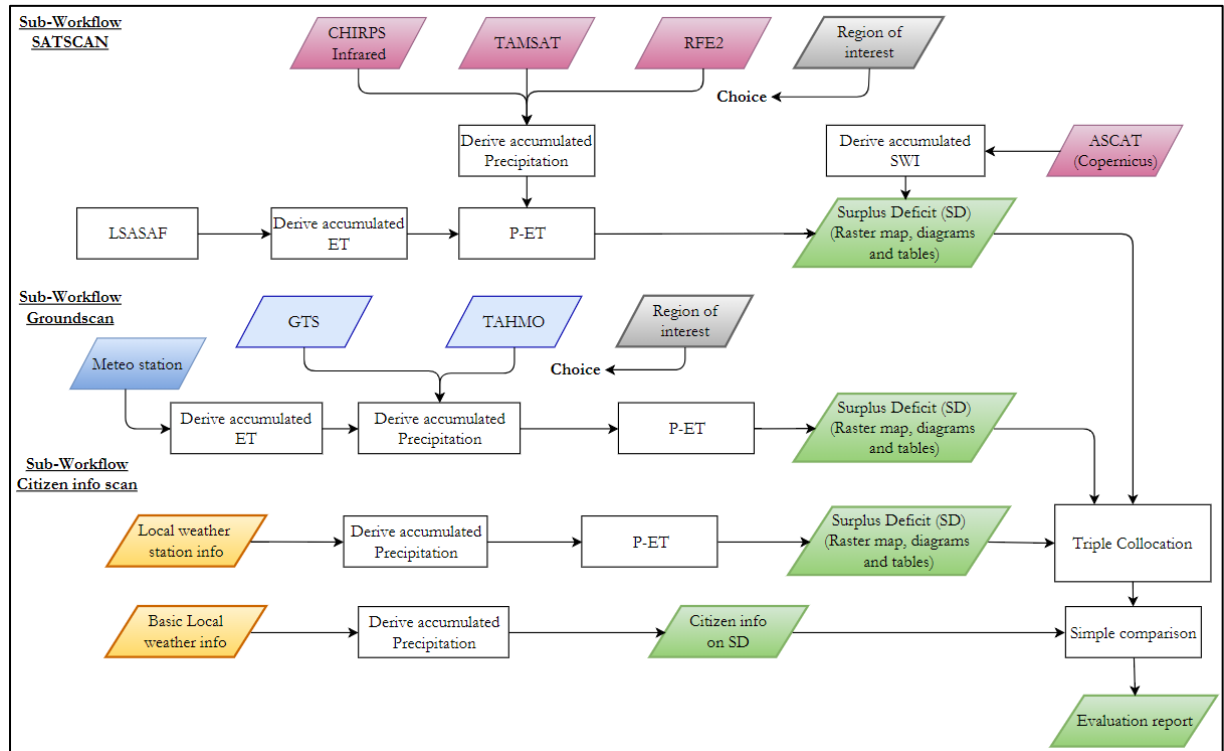 Sub-Workflow
SATSCAN
CHIRPS
Infrared
TAMSAT
RFE2
Region of
interest
Choice
Derive accumulated
Precipitation
Derive accumulated
SWI
ASCAT
(Copernicus)
LSASAF
Derive accumulated
ET
P-ET
Surplus Deficit (SD)
(Raster map, diagrams
and tables)
Sub-Workflow
Groundscan
GTS
TAHMO
Region of
interest
Choice
Meteo station
Derive accumulated
ET
Derive accumulated
Precipitation
P-ET
Surplus Deficit (SD)
(Raster map, diagrams
and tables)
Sub-Workflow
Citizen info scan
Local weather
station info
Derive accumulated
Precipitation
P-ET
Surplus Deficit (SD)
(Raster map, diagrams
and tables)
Triple Collocation
Basic Local
weather info
Derive accumulated
Precipitation
Citizen info
on SD
Simple comparison
Evaluation report